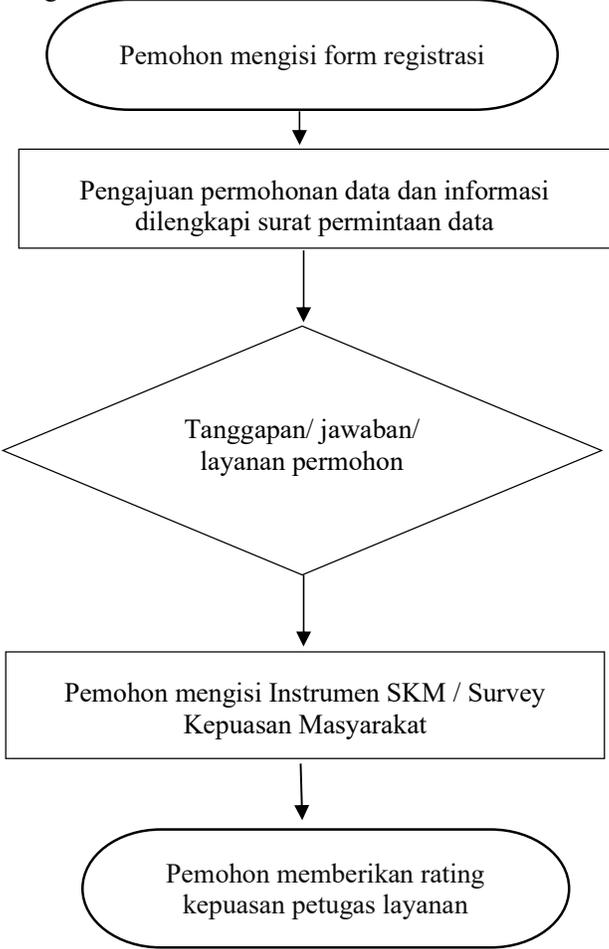 Pemohon mengisi form registrasi
Pengajuan permohonan data dan informasi
dilengkapi surat permintaan data
Tanggapan/ jawaban/
layanan permohon
Pemohon mengisi Instrumen SKM / Survey
Kepuasan Masyarakat
Pemohon memberikan rating
kepuasan petugas layanan